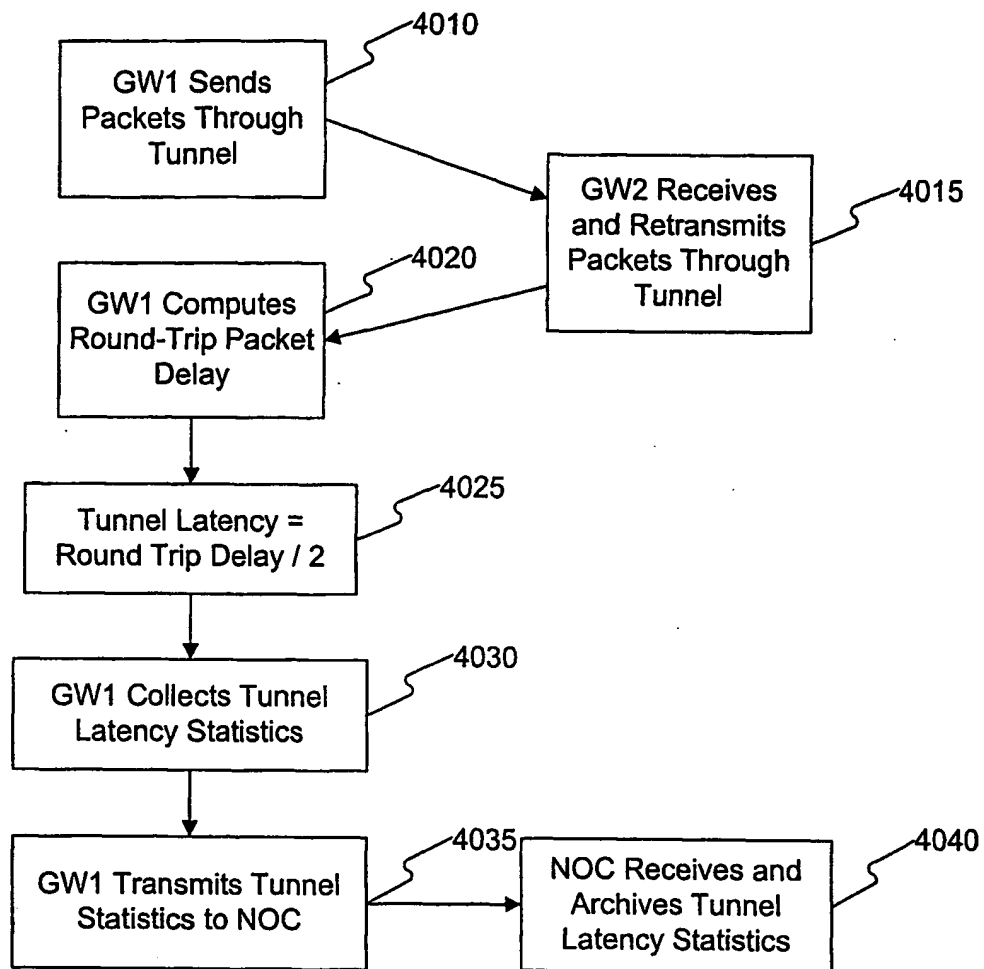 4010
GW1 Sends
Packets Through
Tunnel
GW2 Receives
and Retransmits
Packets Through
Tunnel
4015
4020
GW1 Computes
Round-Trip Packet
Delay
4025
Tunnel Latency =
Round Trip Delay / 2
4030
GW1 Collects Tunnel
Latency Statistics
4035
GW1 Transmits Tunnel
Statistics to NOC
4040
NOC Receives and
Archives Tunnel
Latency Statistics